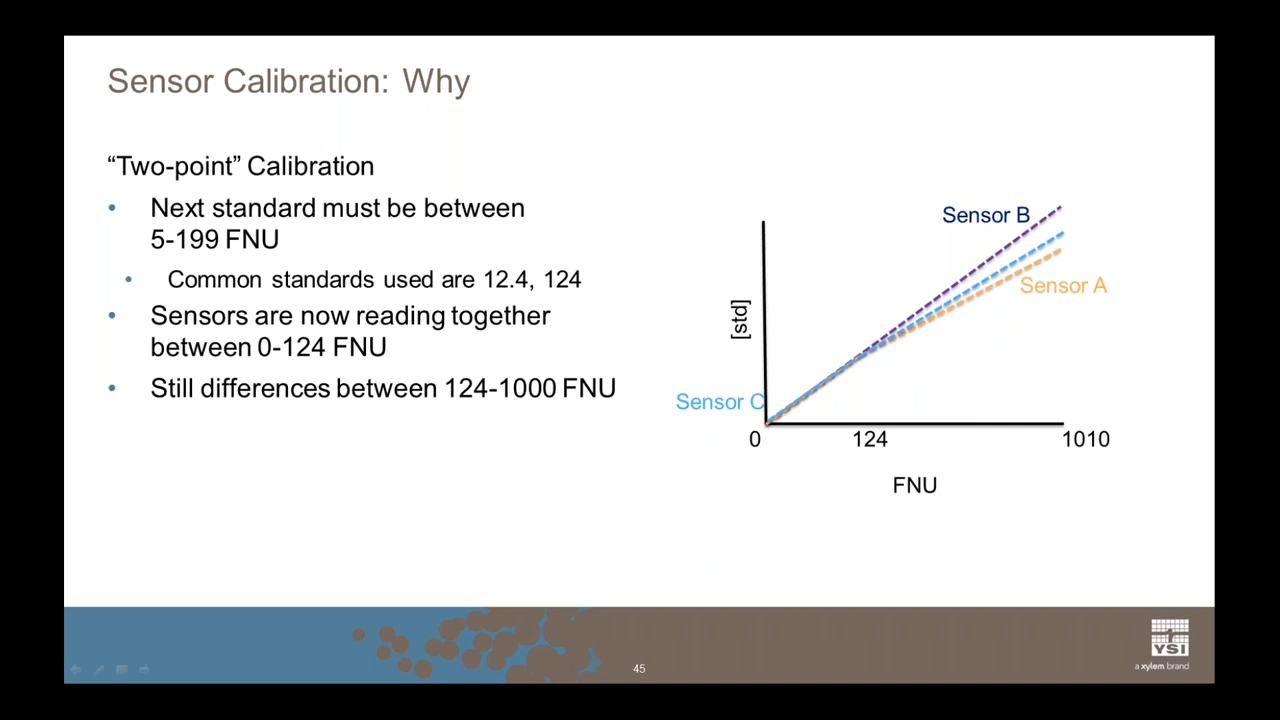 Sensor Calibration: Why
“Two-point” Calibration
• Next standard must be between
5-199 FNU
• Common standards used are 12.4, 124
• Sensors are now reading together
between 0-124 FNU
• Still differences between 124-1000 FNU
Sensor B
Sensor A
[std]
Sensor C
0
124
1010
FNU
45
YSI
a xylem brand